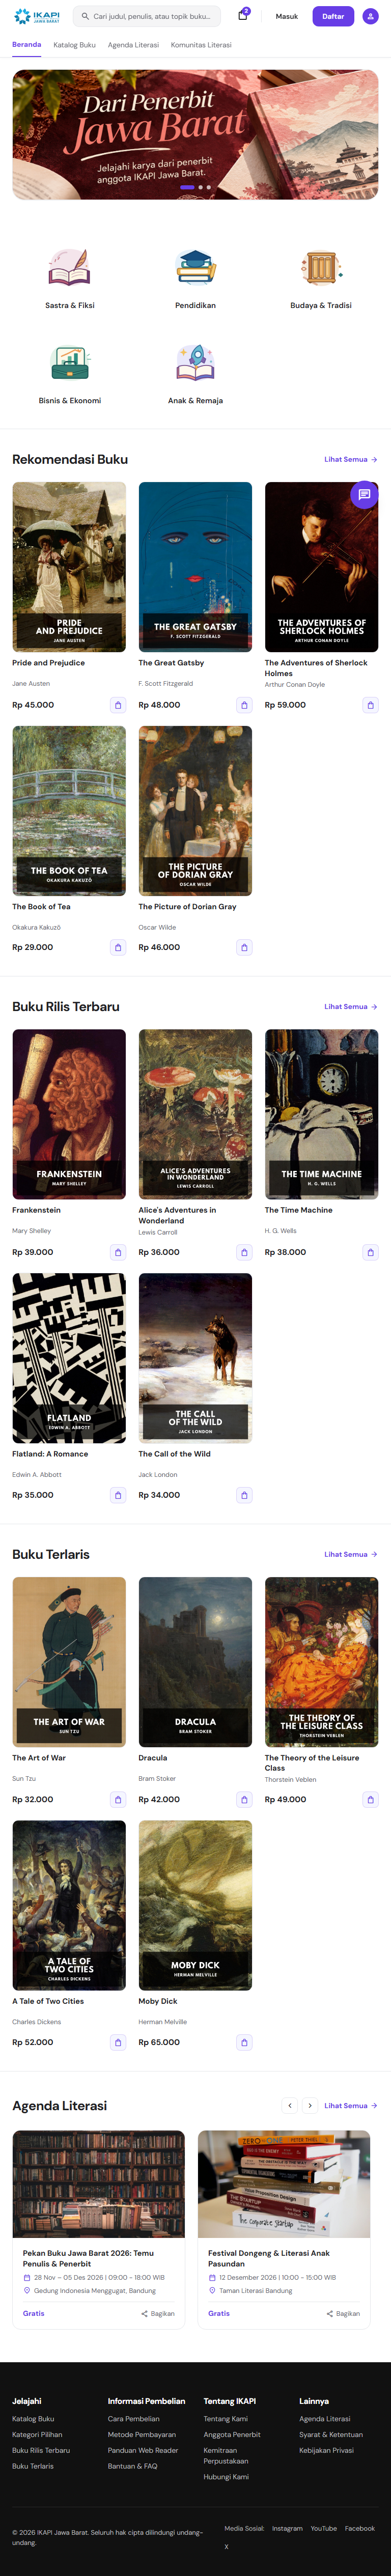 IKAPI
JAWA BARAT
Cari judul, penulis, atau topik buku...
2
Masuk
Daftar
Beranda
Katalog Buku
Agenda Literasi
Komunitas Literasi
Dari Penerbit
Jawa Barat
Jelajahi karya dari penerbit
anggota IKAPI Jawa Barat.
Sastra & Fiksi
Pendidikan
Budaya & Tradisi
Bisnis & Ekonomi
Anak & Remaja
Rekomendasi Buku
Lihat Semua
PRIDE
AND PREJUDICE
JANE AUSTEN
THE GREAT GATSBY
F. SCOTT FITZGERALD
THE ADVENTURES OF
SHERLOCK HOLMES
ARTHUR CONAN DOYLE
Pride and Prejudice
Jane Austen
Rp 45.000
The Great Gatsby
F. Scott Fitzgerald
Rp 48.000
The Adventures of Sherlock
Holmes
Arthur Conan Doyle
Rp 59.000
THE BOOK OF TEA
OKAKURA KAKUZŌ
THE PICTURE
OF DORIAN GRAY
OSCAR WILDE
The Book of Tea
Okakura Kakuzō
Rp 29.000
The Picture of Dorian Gray
Oscar Wilde
Rp 46.000
Buku Rilis Terbaru
Lihat Semua
FRANKENSTEIN
MARY SHELLEY
ALICE'S ADVENTURES
IN WONDERLAND
LEWIS CARROLL
THE TIME MACHINE
H. G. WELLS
Frankenstein
Mary Shelley
Rp 39.000
Alice's Adventures in
Wonderland
Lewis Carroll
Rp 36.000
The Time Machine
H. G. Wells
Rp 38.000
FLATLAND
EDWIN A. ABBOTT
THE CALL
OF THE WILD
JACK LONDON
Flatland: A Romance
Edwin A. Abbott
Rp 35.000
The Call of the Wild
Jack London
Rp 34.000
Buku Terlaris
Lihat Semua
THE ART OF WAR
SUN TZU
DRACULA
BRAM STOKER
THE THEORY OF
THE LEISURE CLASS
THORSTEIN VEBLEN
The Art of War
Sun Tzu
Rp 32.000
Dracula
Bram Stoker
Rp 42.000
The Theory of the Leisure
Class
Thorstein Veblen
Rp 49.000
A TALE OF
TWO CITIES
CHARLES DICKENS
MOBY DICK
HERMAN MELVILLE
A Tale of Two Cities
Charles Dickens
Rp 52.000
Moby Dick
Herman Melville
Rp 65.000
Agenda Literasi
Lihat Semua
ZERO TO ONE
PETER THIEL
THE STARTUP
the corporate startup
Pekan Buku Jawa Barat 2026: Temu
Penulis & Penerbit
28 Nov – 05 Des 2026 | 09:00 - 18:00 WIB
Gedung Indonesia Menggugat, Bandung
Gratis
Bagikan
Festival Dongeng & Literasi Anak
Pasundan
12 Desember 2026 | 10:00 - 15:00 WIB
Taman Literasi Bandung
Gratis
Bagikan
Jelajahi
Katalog Buku
Kategori Pilihan
Buku Rilis Terbaru
Buku Terlaris
Informasi Pembelian
Cara Pembelian
Metode Pembayaran
Panduan Web Reader
Bantuan & FAQ
Tentang IKAPI
Tentang Kami
Anggota Penerbit
Kemitraan
Perpustakaan
Hubungi Kami
Lainnya
Agenda Literasi
Syarat & Ketentuan
Kebijakan Privasi
© 2026 IKAPI Jawa Barat. Seluruh hak cipta dilindungi undang-
undang.
Media Sosial:
Instagram
YouTube
Facebook
X